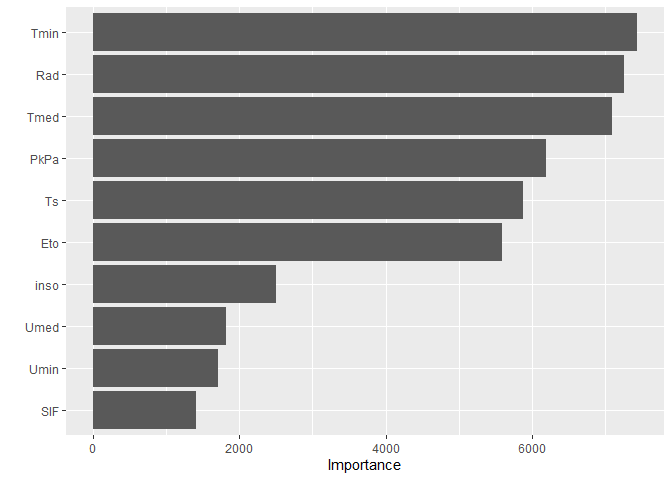 Tmin
Rad
Tmed
PkPa
Ts
Eto
inso
Umed
Umin
SIF
0 2000 4000 6000
Importance